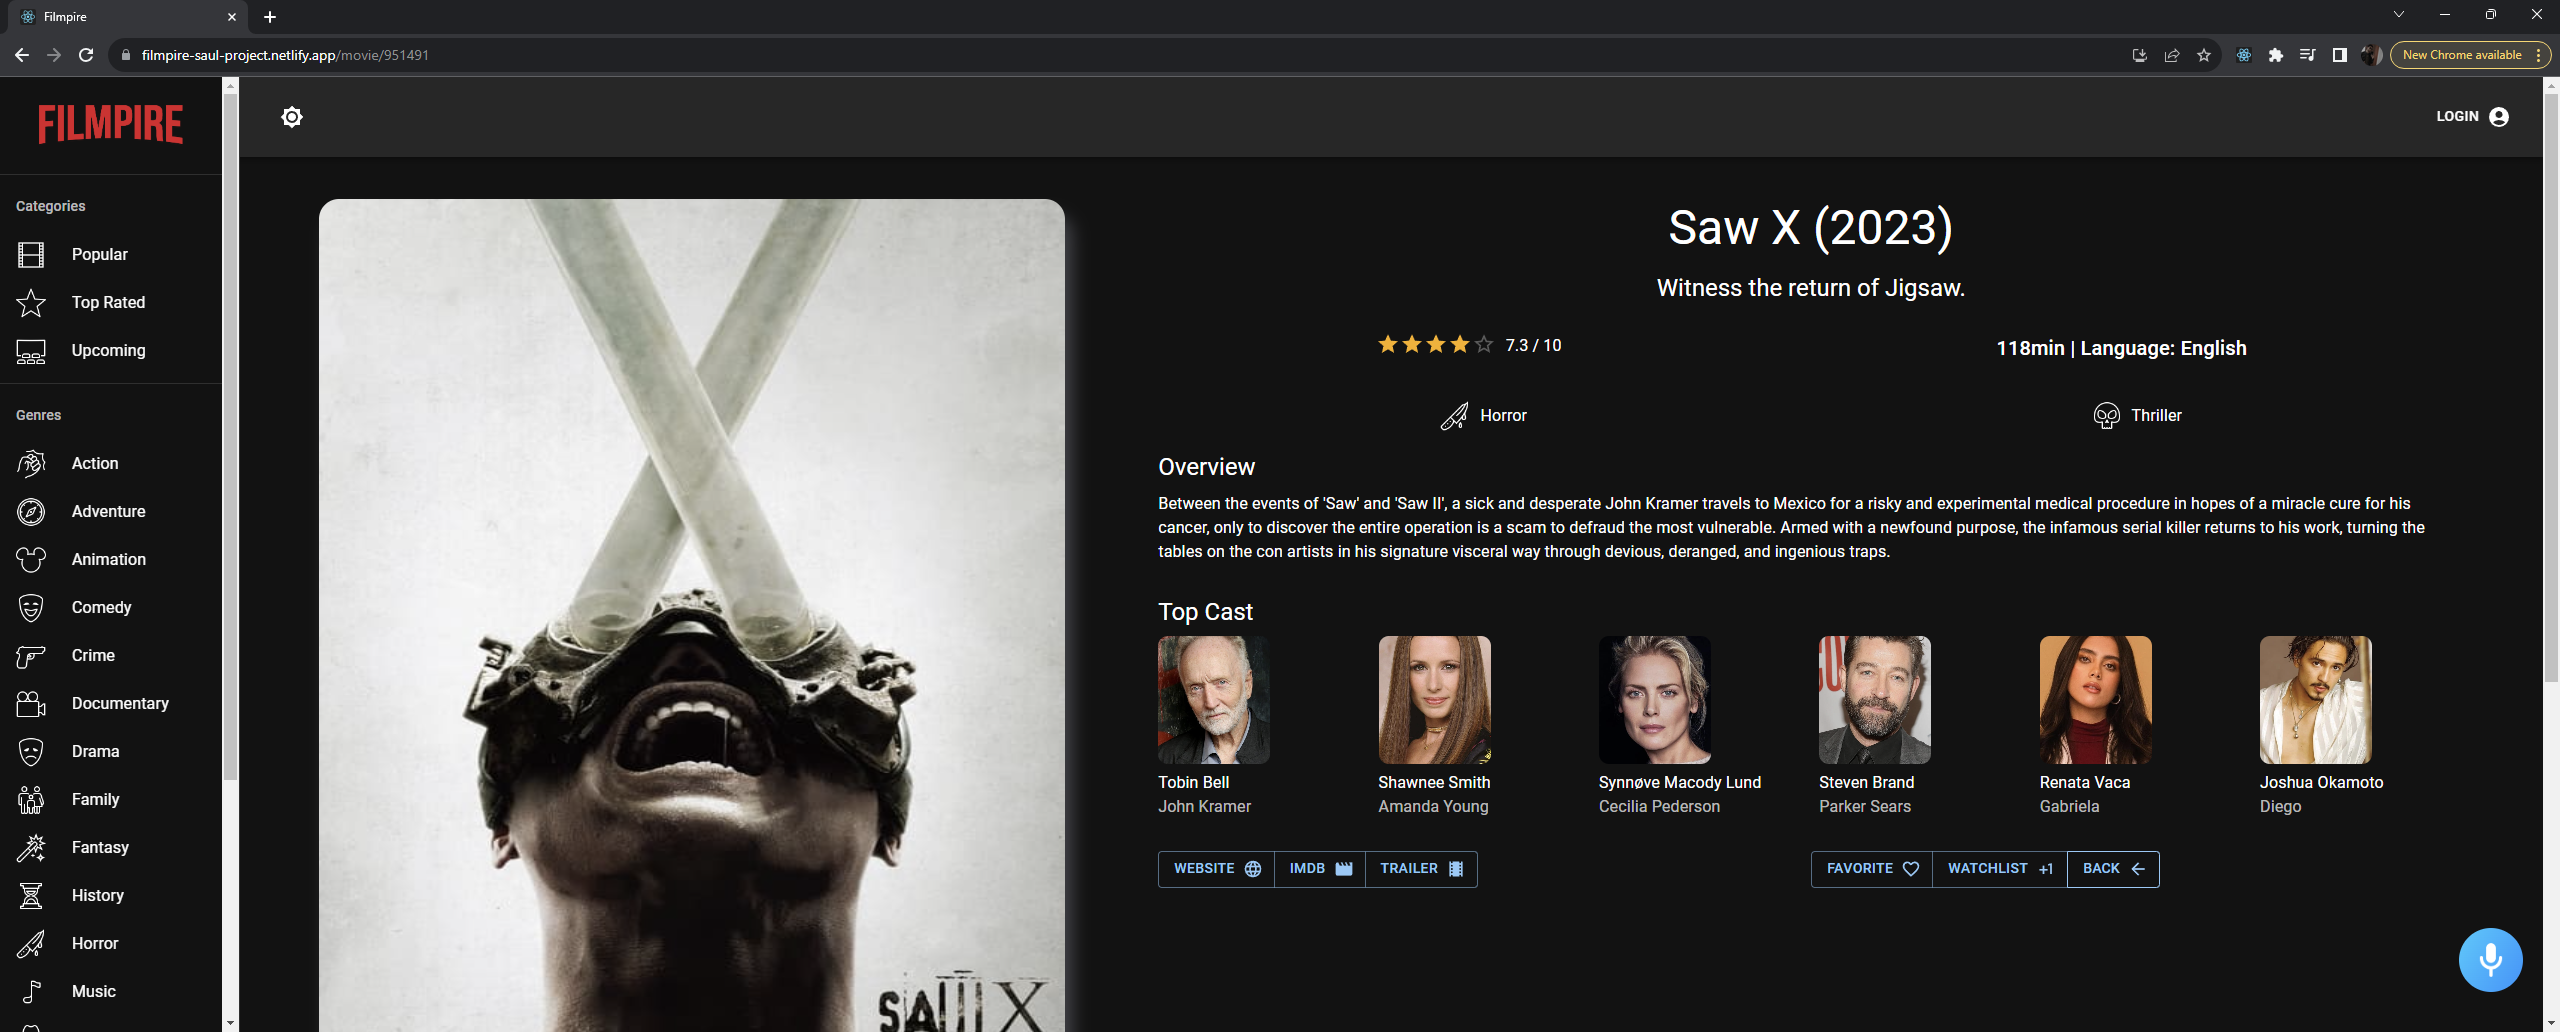 Filmpire
filmpire-saul-project.netlify.app/movie/951491
New Chrome available
FILMPIRE
LOGIN
Categories
Popular
Top Rated
Upcoming
Genres
Action
Adventure
Animation
Comedy
Crime
Documentary
Drama
Family
Fantasy
History
Horror
Music
SAW X
Saw X (2023)
Witness the return of Jigsaw.
7.3 / 10
118min | Language: English
Horror
Thriller
Overview
Between the events of 'Saw' and 'Saw II', a sick and desperate John Kramer travels to Mexico for a risky and experimental medical procedure in hopes of a miracle cure for his
cancer, only to discover the entire operation is a scam to defraud the most vulnerable. Armed with a newfound purpose, the infamous serial killer returns to his work, turning the
tables on the con artists in his signature visceral way through devious, deranged, and ingenious traps.
Top Cast
Tobin Bell
John Kramer
Shawnee Smith
Amanda Young
Synnøve Macody Lund
Cecilia Pederson
Steven Brand
Parker Sears
Renata Vaca
Gabriela
Joshua Okamoto
Diego
WEBSITE
IMDB
TRAILER
FAVORITE
WATCHLIST +1
BACK